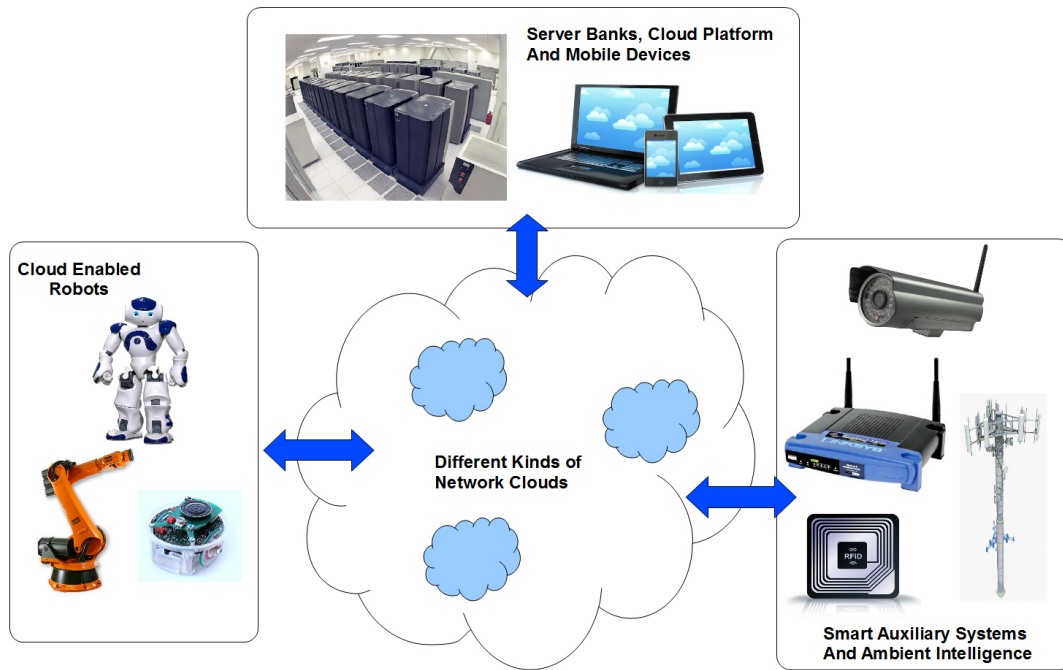 Server Banks, Cloud Platform
And Mobile Devices
Cloud Enabled
Robots
Different Kinds of
Network Clouds
LINKSYS
RFID
Smart Auxiliary Systems
And Ambient Intelligence